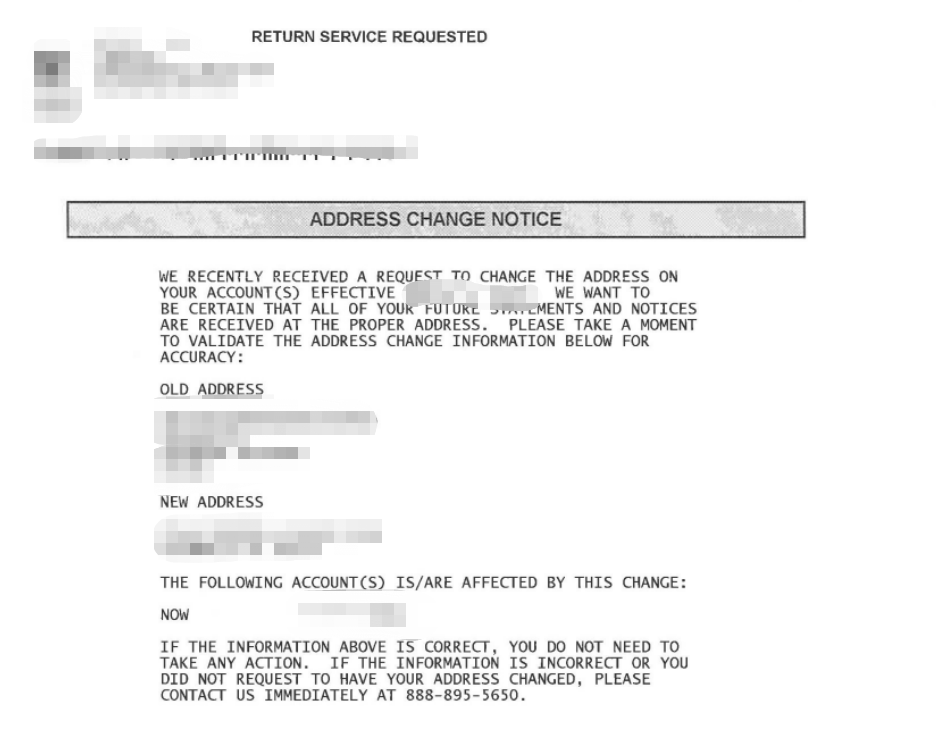 RETURN SERVICE REQUESTED
ADDRESS CHANGE NOTICE
WE RECENTLY RECEIVED A REQUEST TO CHANGE THE ADDRESS ON
YOUR ACCOUNT(S) EFFECTIVE WE WANT TO
BE CERTAIN THAT ALL OF YOUR FUTURE STATEMENTS AND NOTICES
ARE RECEIVED AT THE PROPER ADDRESS. PLEASE TAKE A MOMENT
TO VALIDATE THE ADDRESS CHANGE INFORMATION BELOW FOR
ACCURACY:
OLD ADDRESS
NEW ADDRESS
THE FOLLOWING ACCOUNT(S) IS/ARE AFFECTED BY THIS CHANGE:
NOW
IF THE INFORMATION ABOVE IS CORRECT, YOU DO NOT NEED TO
TAKE ANY ACTION. IF THE INFORMATION IS INCORRECT OR YOU
DID NOT REQUEST TO HAVE YOUR ADDRESS CHANGED, PLEASE
CONTACT US IMMEDIATELY AT 888-895-5650.